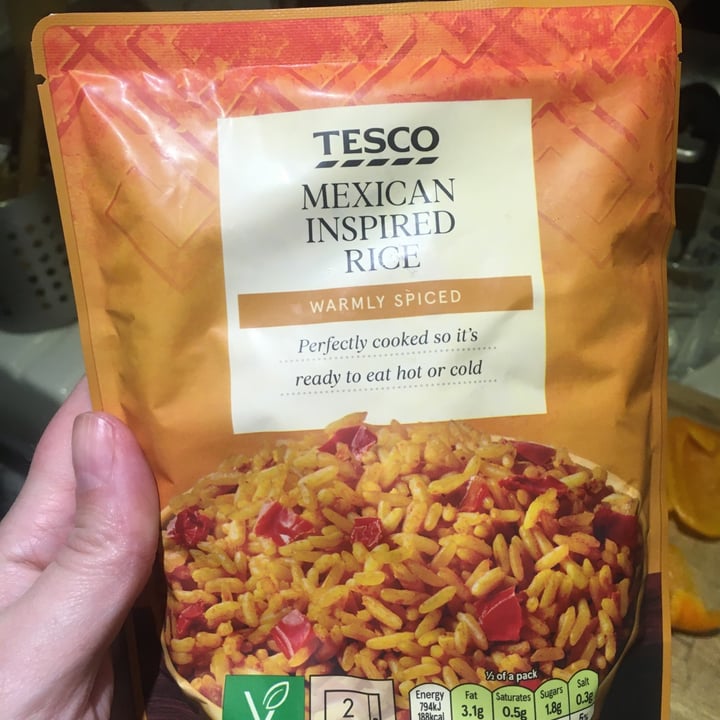 TESCO
MEXICAN
INSPIRED
RICE
WARMLY SPICED
Perfectly cooked so it's
ready to eat hot or cold
½ of a pack
Energy Fat Saturates Sugars Salt
794kJ 3.1g 0.5g 1.8g 0.3g
188kcal
V 2